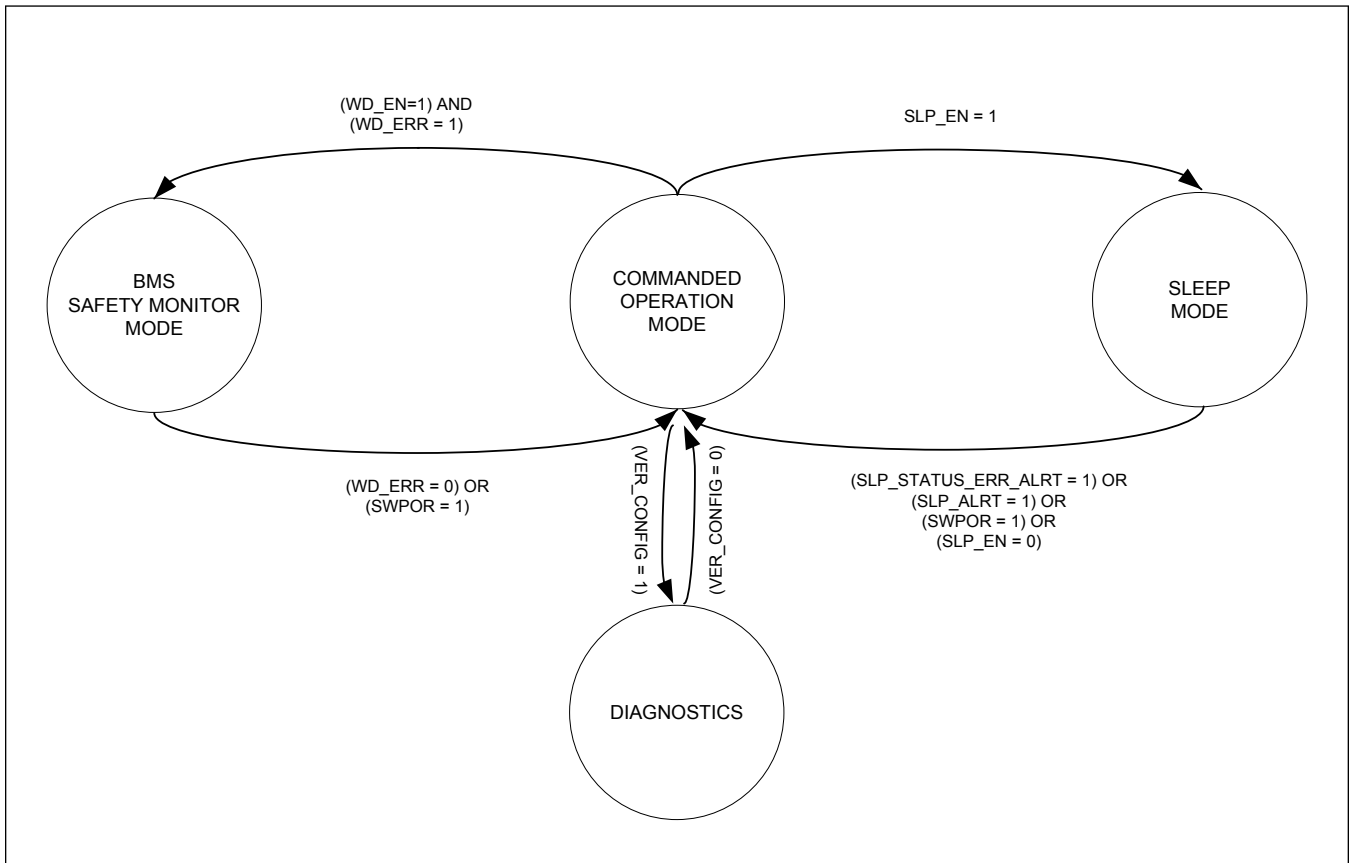 (WD_EN=1) AND
(WD_ERR = 1)
SLP_EN = 1
BMS
SAFETY MONITOR
MODE
COMMANDED
OPERATION
MODE
SLEEP
MODE
(WD_ERR = 0) OR
(SWPOR = 1)
(VER_CONFIG = 1)
(VER_CONFIG = 0)
(SLP_STATUS_ERR_ALRT = 1) OR
(SLP_ALRT = 1) OR
(SWPOR = 1) OR
(SLP_EN = 0)
DIAGNOSTICS